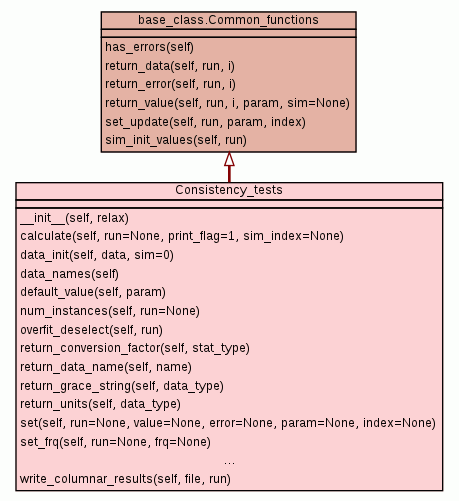 base_class.Common_functions
has_errors(self)
return_data(self, run, i)
return_error(self, run, i)
return_value(self, run, i, param, sim=None)
set_update(self, run, param, index)
sim_init_values(self, run)
Consistency_tests
__init__(self, relax)
calculate(self, run=None, print_flag=1, sim_index=None)
data_init(self, data, sim=0)
data_names(self)
default_value(self, param)
num_instances(self, run=None)
overfit_deselect(self, run)
return_conversion_factor(self, stat_type)
return_data_name(self, name)
return_grace_string(self, data_type)
return_units(self, data_type)
set(self, run=None, value=None, error=None, param=None, index=None)
set_frq(self, run=None, frq=None)
...
write_columnar_results(self, file, run)